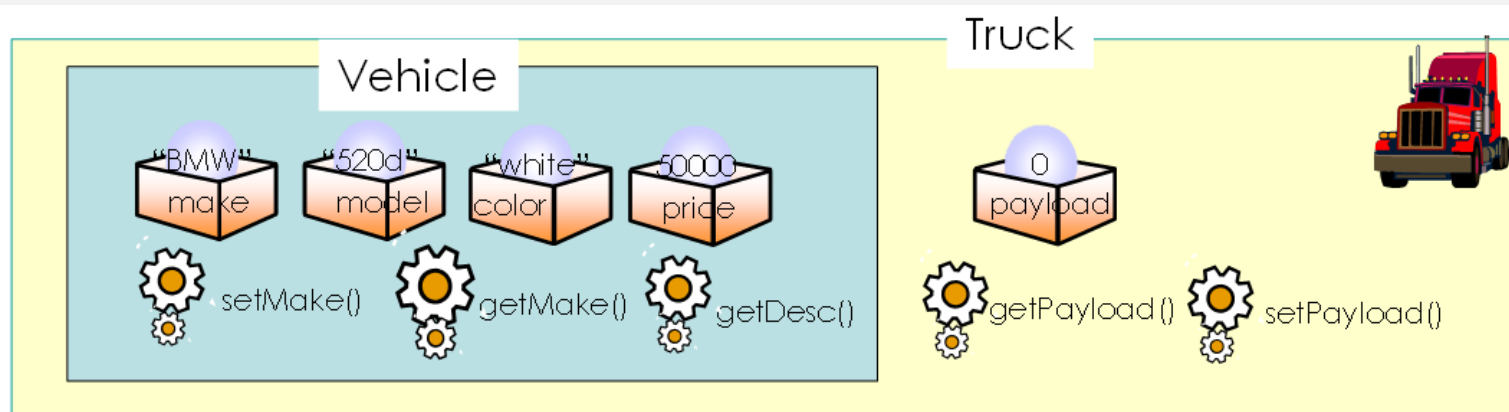 Truck
Vehicle
“BMW” “520d” “white” 50000 0
make model color price payload
setMake() getMake() getDesc() getPayload() setPayload()